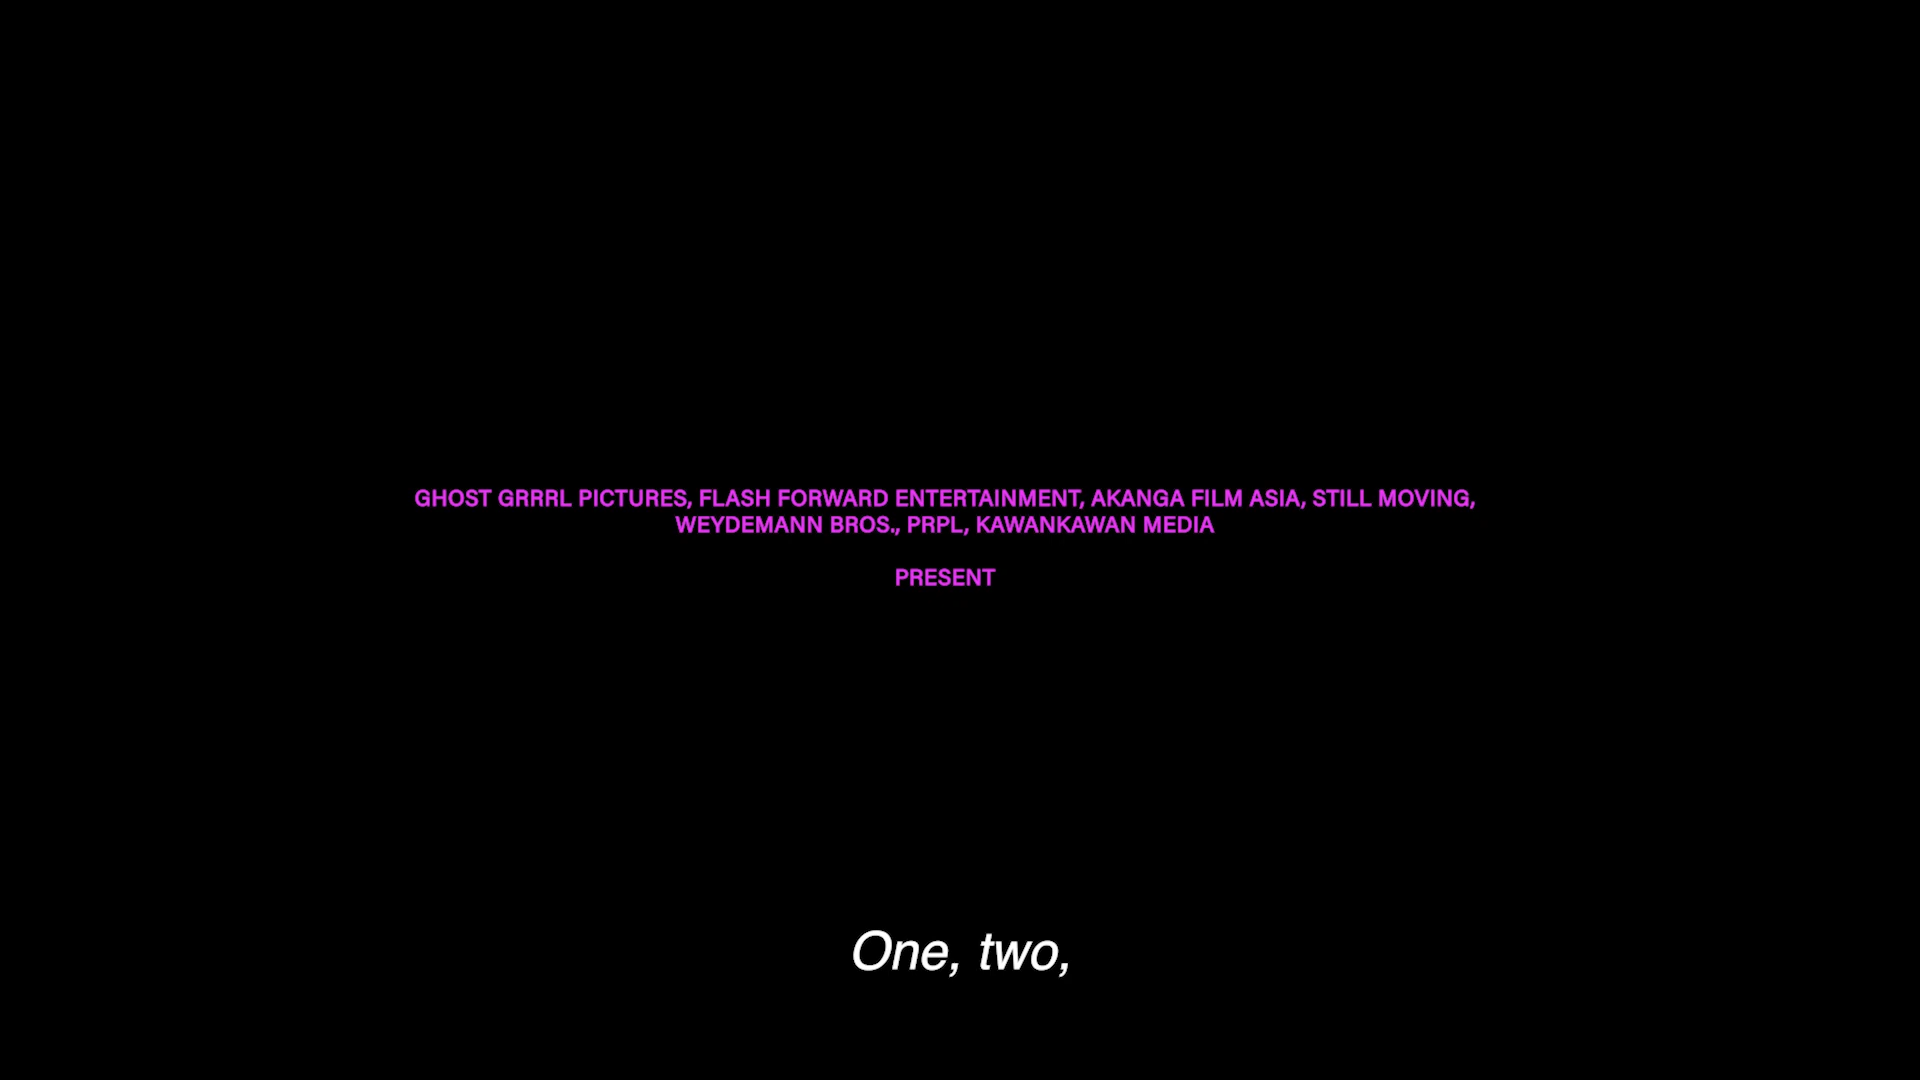 GHOST GRRRL PICTURES, FLASH FORWARD ENTERTAINMENT, AKANGA FILM ASIA, STILL MOVING,
WEYDEMANN BROS., PRPL, KAWANKAWAN MEDIA
PRESENT
One, two,